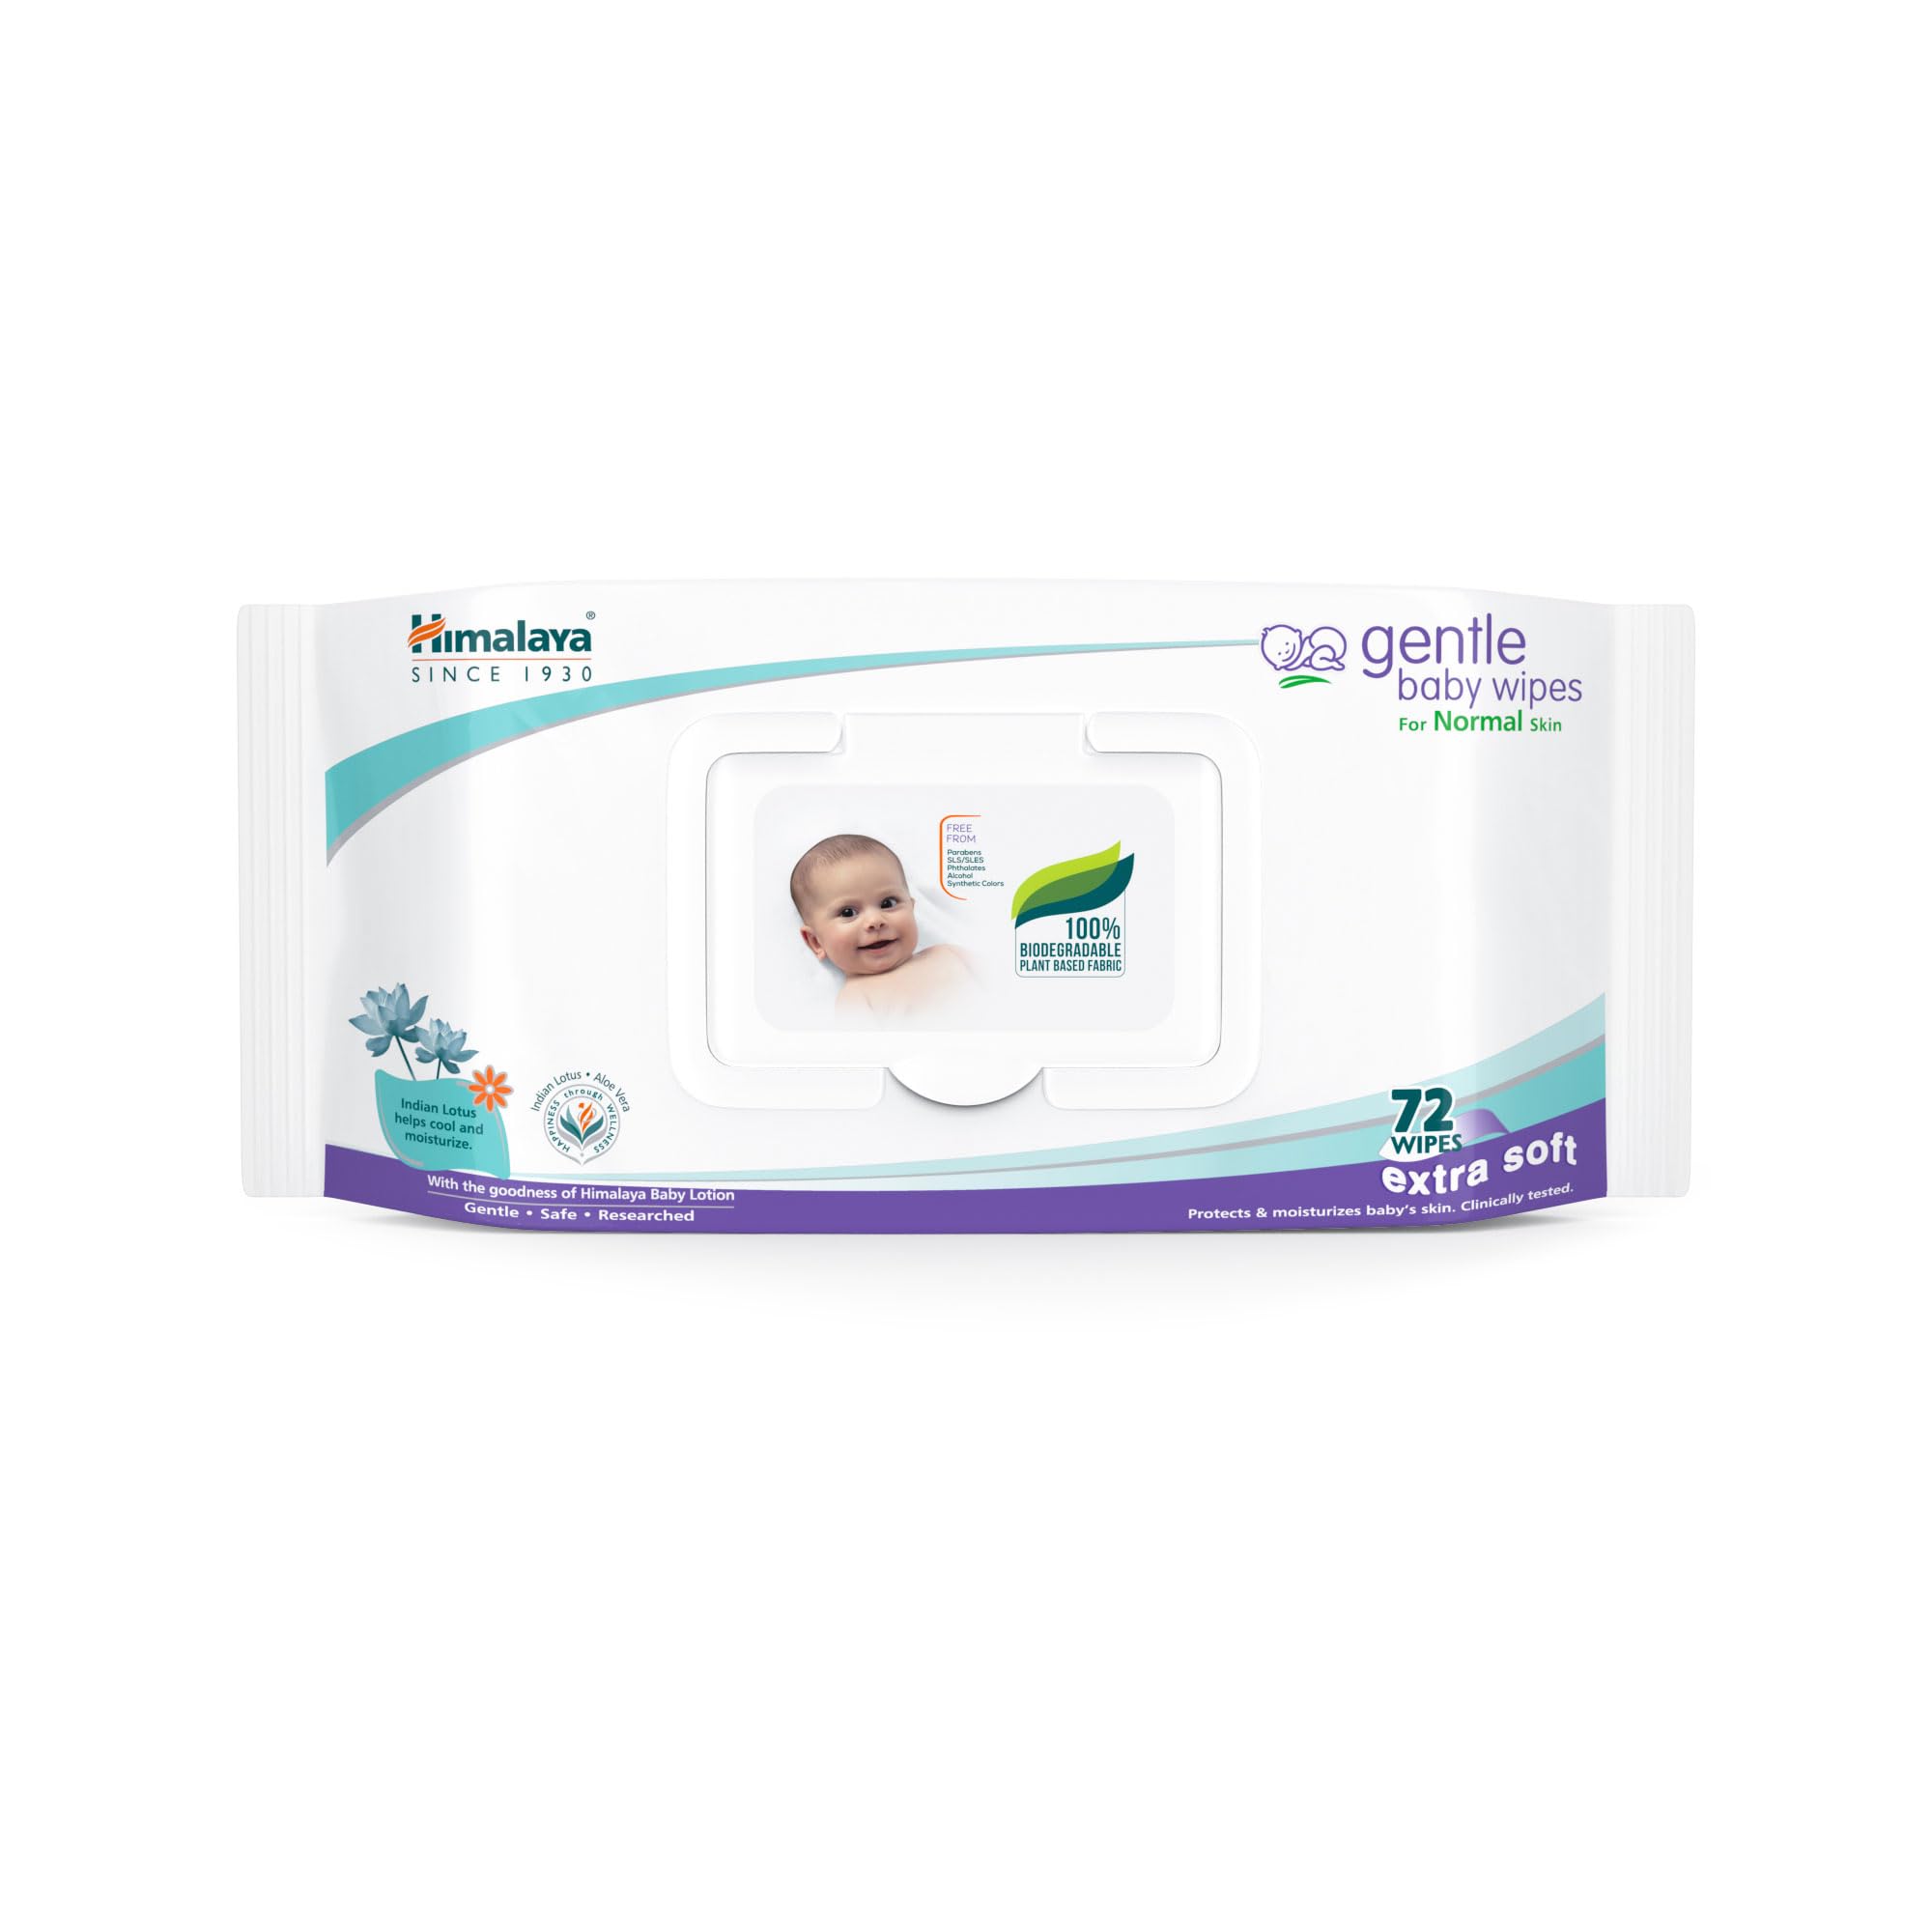 Himalaya®
SINCE 1930
gentle
baby wipes
For Normal Skin
FREE
FROM
Parabens
SLS/SLES
Phthalates
Alcohol
Synthetic Colors
100%
BIODEGRADABLE
PLANT BASED FABRIC
Indian Lotus
helps cool and
moisturize.
Indian Lotus • Aloe Vera
HAPPINESS through WELLNESS
72
WIPES
extra soft
With the goodness of Himalaya Baby Lotion
Gentle • Safe • Researched
Protects & moisturizes baby's skin. Clinically tested.